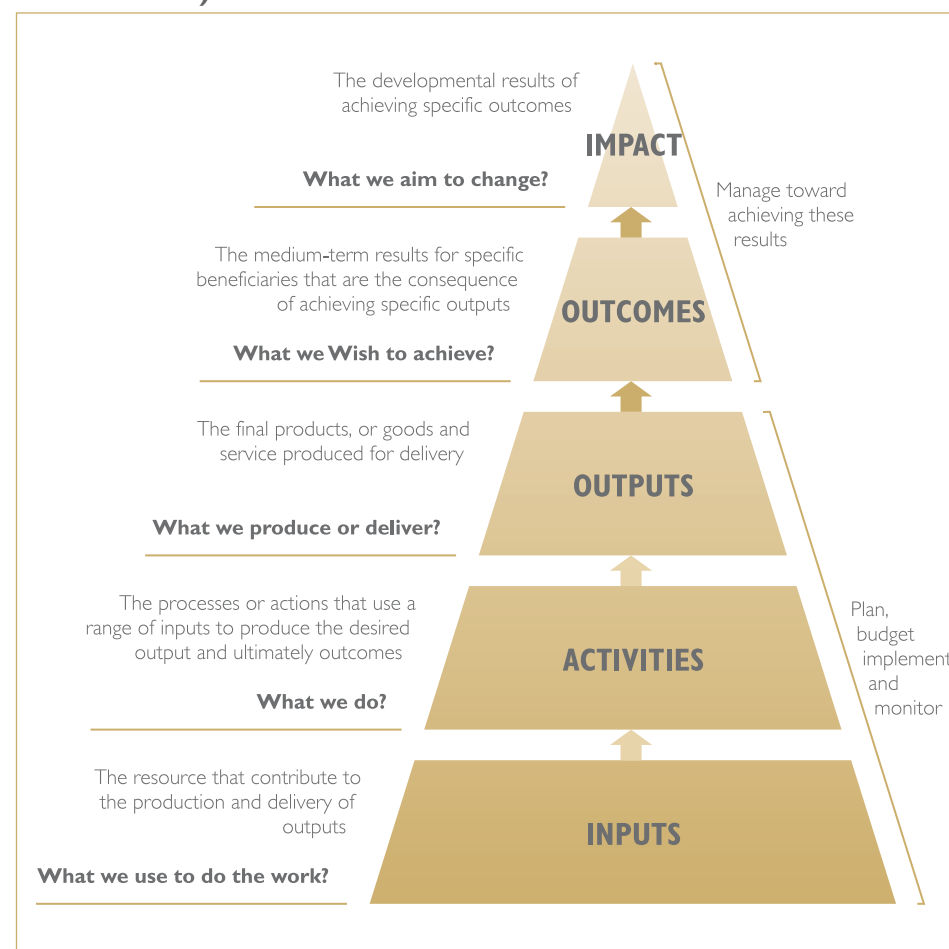 The developmental results of
achieving specific outcomes
IMPACT
What we aim to change?
Manage toward
achieving these
results
The medium-term results for specific
beneficiaries that are the consequence
of achieving specific outputs
OUTCOMES
What we Wish to achieve?
The final products, or goods and
service produced for delivery
OUTPUTS
What we produce or deliver?
The processes or actions that use a
range of inputs to produce the desired
output and ultimately outcomes
ACTIVITIES
What we do?
Plan,
budget
implement
and
monitor
The resource that contribute to
the production and delivery of
outputs
INPUTS
What we use to do the work?